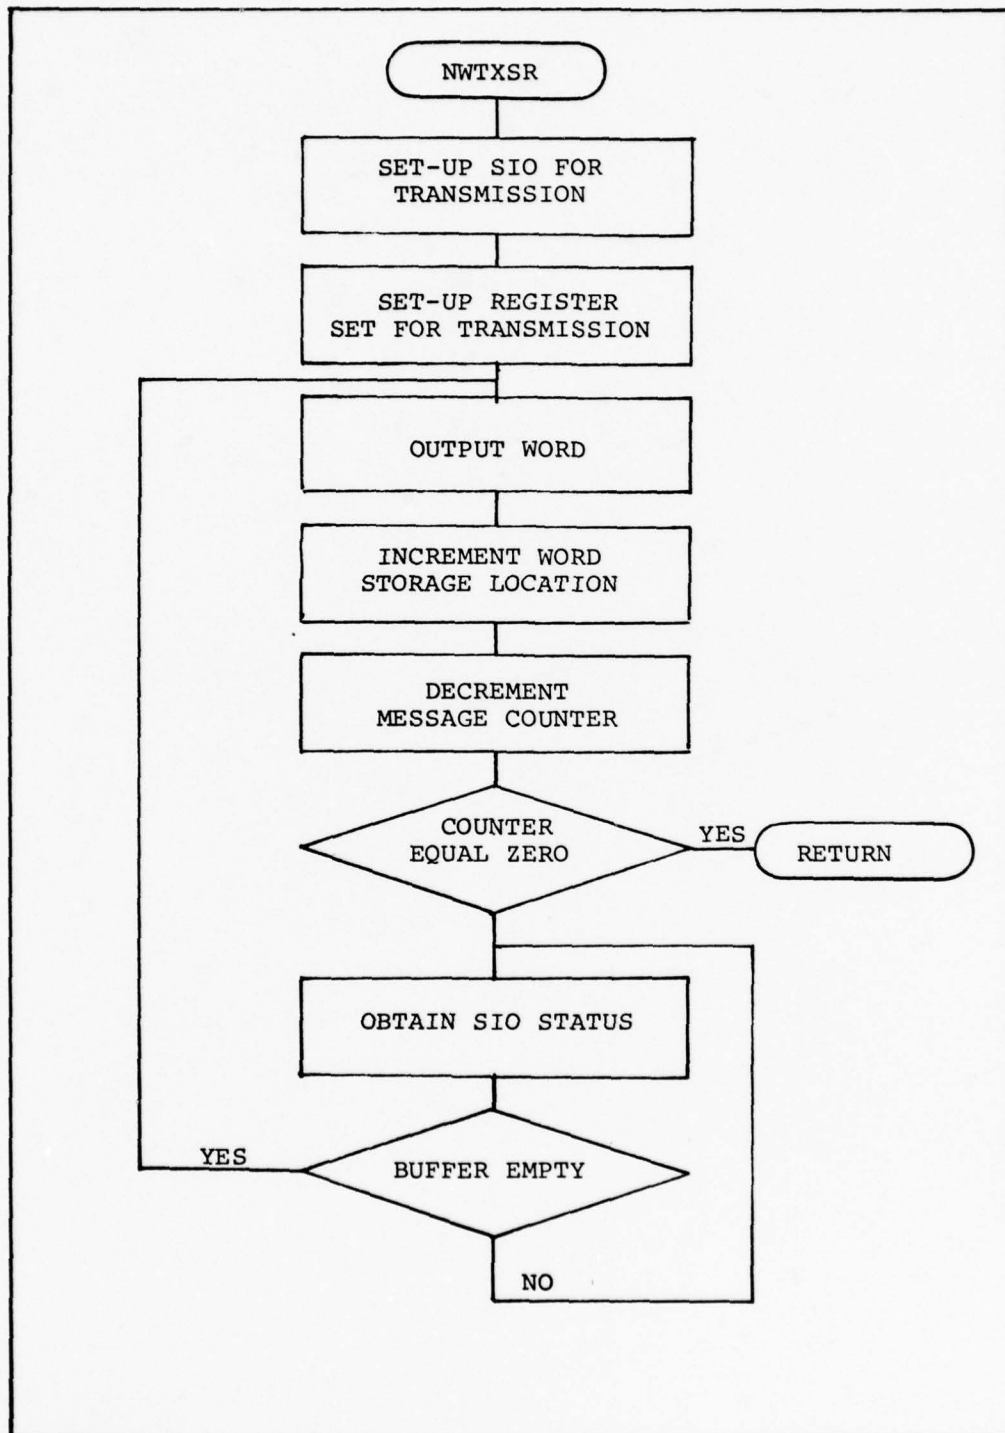 NWTXSR
SET-UP SIO FOR
TRANSMISSION
SET-UP REGISTER
SET FOR TRANSMISSION
OUTPUT WORD
INCREMENT WORD
STORAGE LOCATION
DECREMENT
MESSAGE COUNTER
COUNTER
EQUAL ZERO
YES
RETURN
OBTAIN SIO STATUS
YES
BUFFER EMPTY
NO